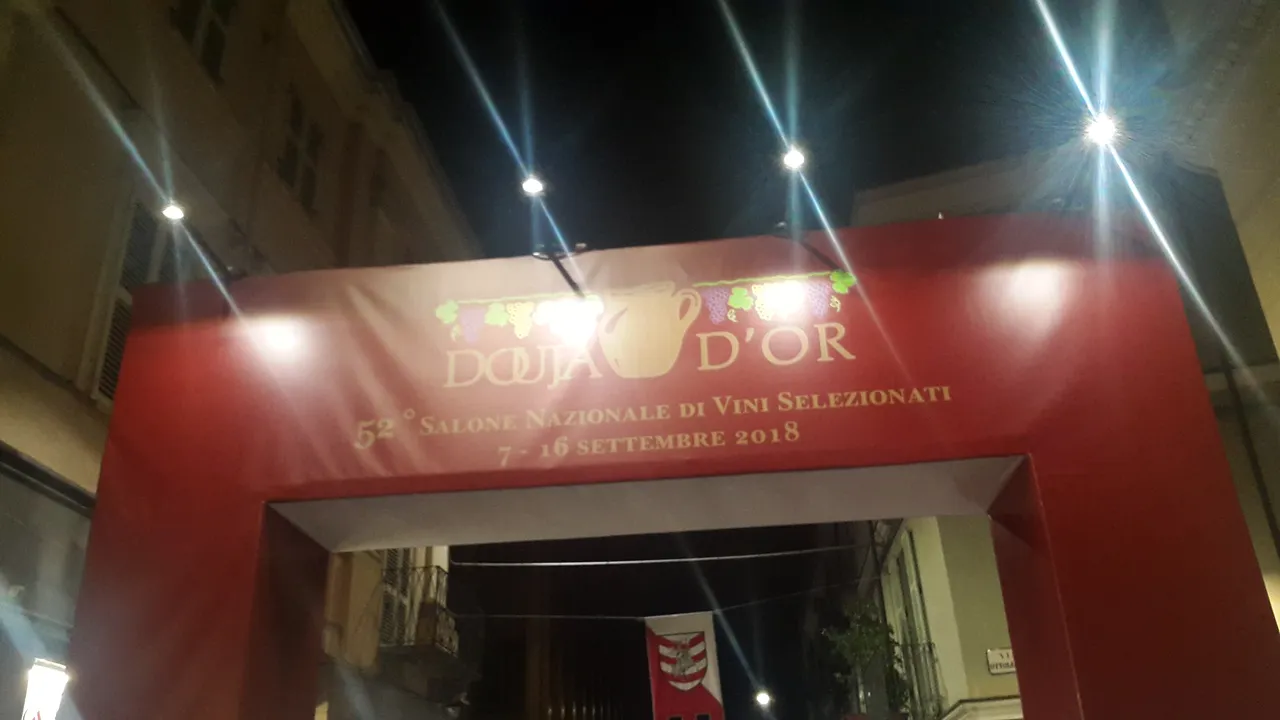 DOUJA D'OR
52° SALONE NAZIONALE DI VINI SELEZIONATI
7 - 16 SETTEMBRE 2018